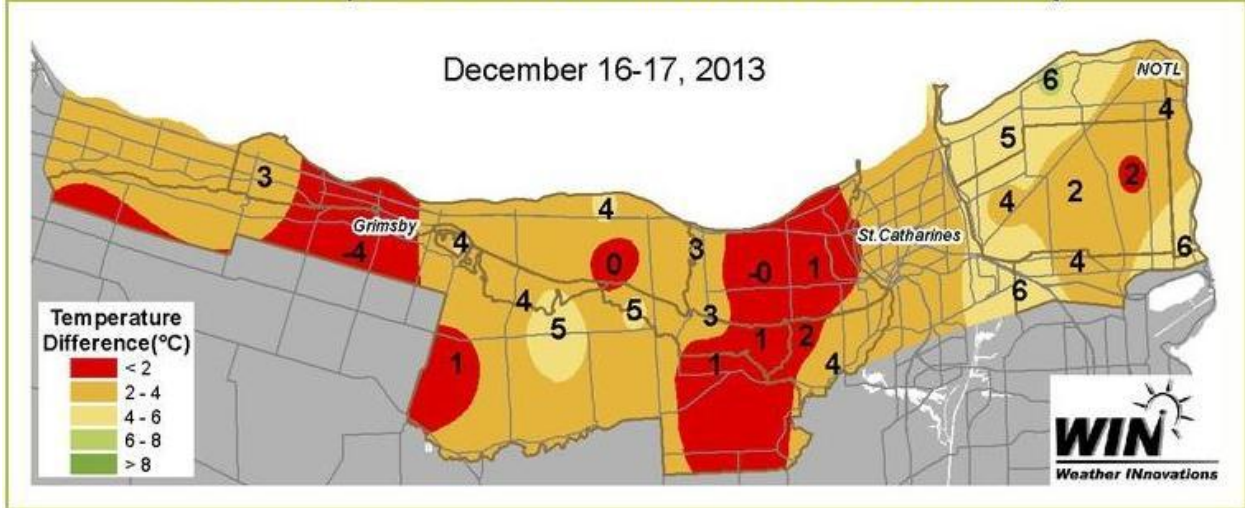 December 16-17, 2013
NOTL
6
4
5
3
2
2
4
4
Grimsby
St.Catharines
4
3
-4
6
4
0
-0
1
6
4
5
5
3
1
2
1
1
4
Temperature
Difference(°C)
< 2
2 - 4
4 - 6
6 - 8
> 8
WIN
Weather INnovations